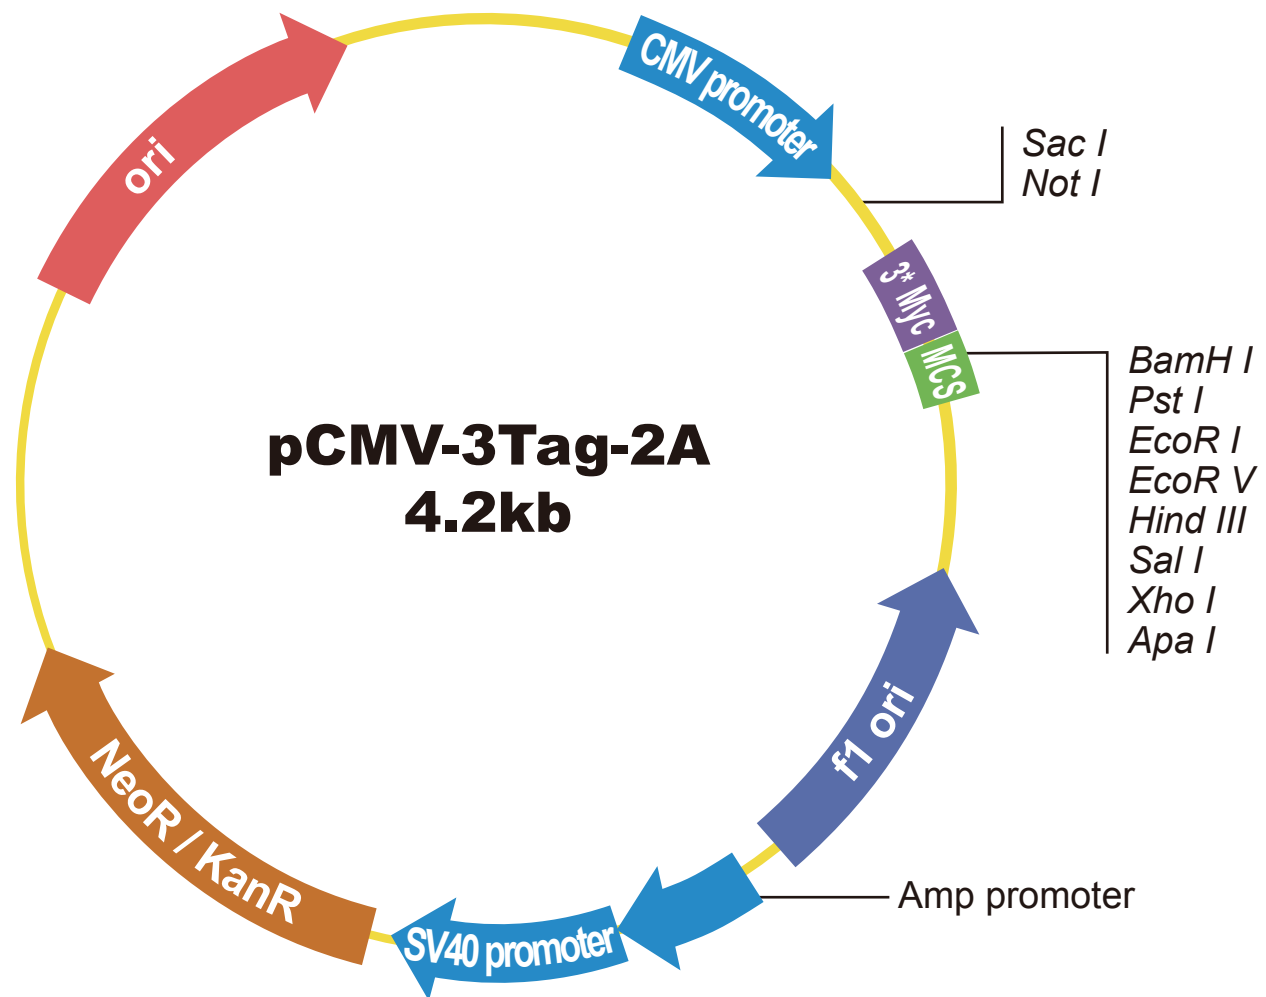 ori
CMV promoter
Sac I
Not I
3* Myc
MCS
BamH I
Pst I
EcoR I
EcoR V
Hind III
Sal I
Xho I
Apa I
pCMV-3Tag-2A
4.2kb
f1 ori
Amp promoter
SV40 promoter
NeoR / KanR